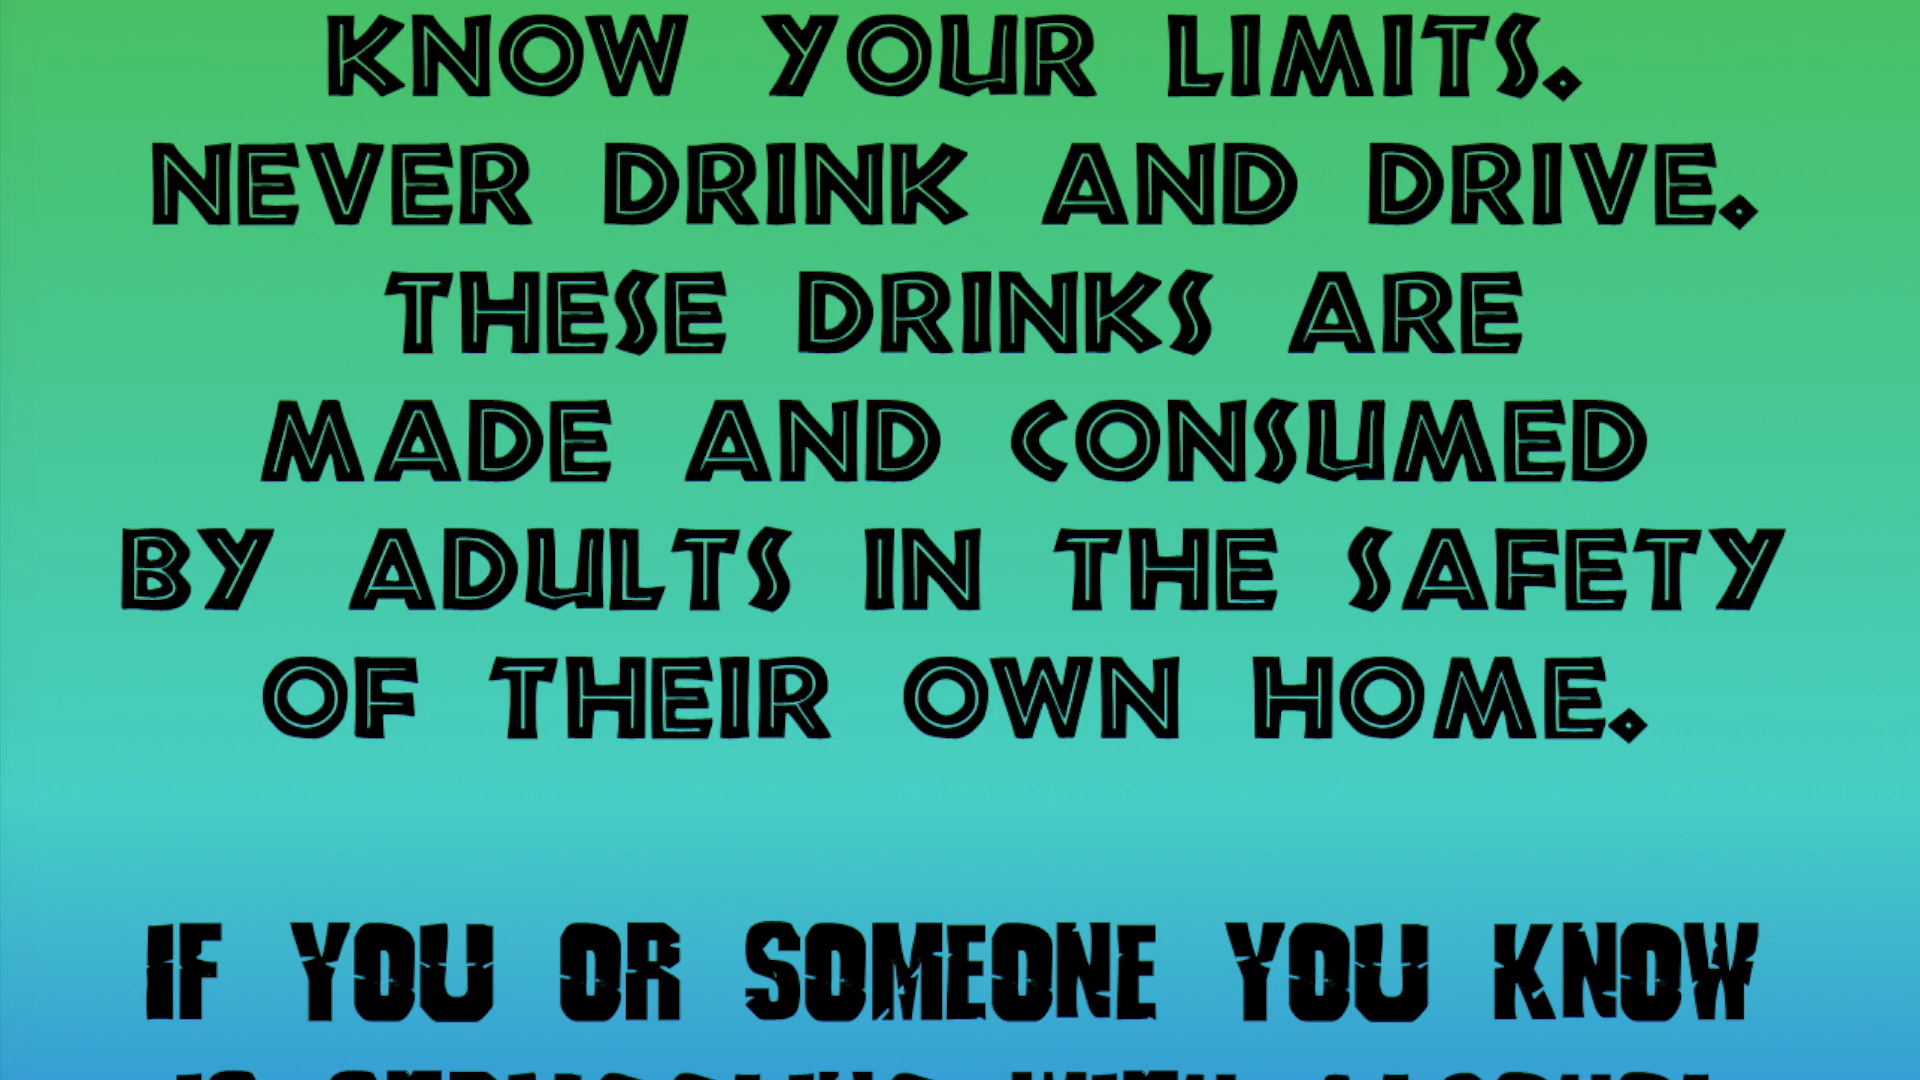 KNOW YOUR LIMITS.
NEVER DRINK AND DRIVE.
THESE DRINKS ARE
MADE AND CONSUMED
BY ADULTS IN THE SAFETY
OF THEIR OWN HOME.
IF YOU OR SOMEONE YOU KNOW